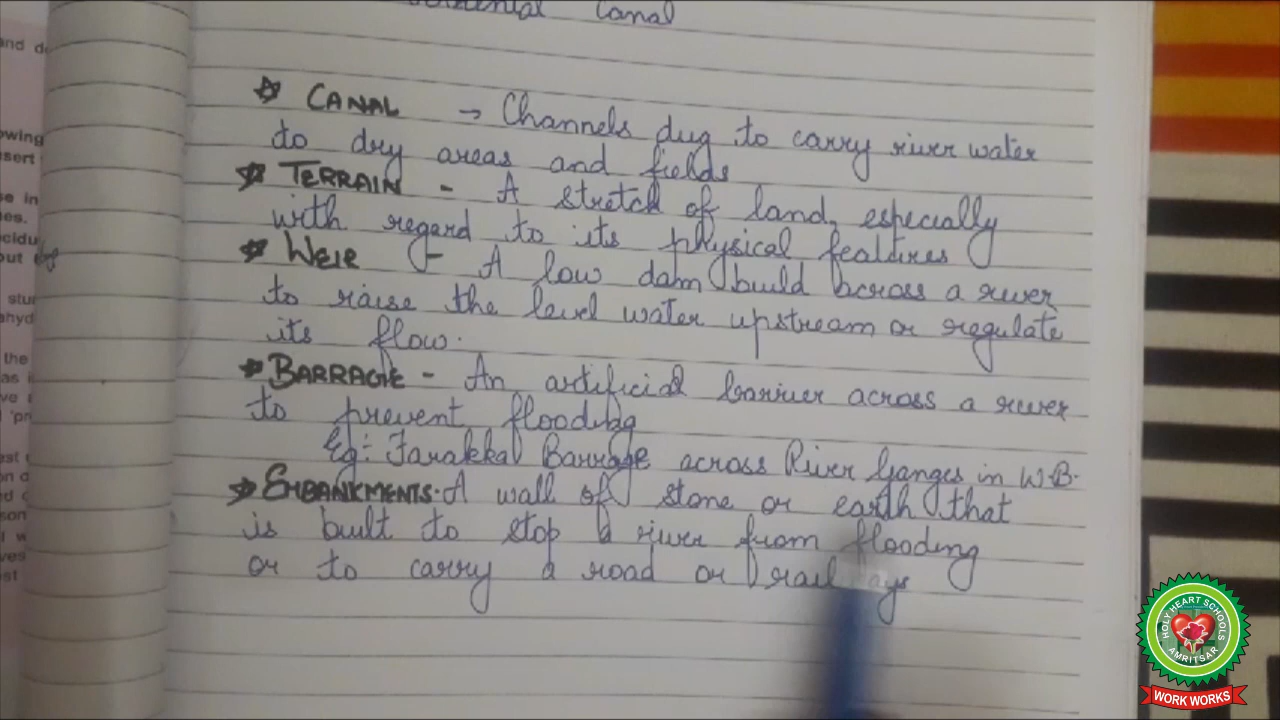 Canal
☆ CANAL → Channels dug to carry river water
to dry areas and fields
☆ TERRAIN - A stretch of land, especially
with regard to its physical features
☆ WEIR - A low dam build across a river
to raise the level water upstream or regulate
its flow.
☆ BARRAGE - An artificial barrier across a river
to prevent flooding
Eg:- Farakka Barrage across River Ganges in W.B.
☆ EMBANKMENTS - A wall of stone or earth that
is built to stop a river from flooding
or to carry a road or railways
HOLY HEART SCHOOLS
AMRITSAR
WORK WORKS